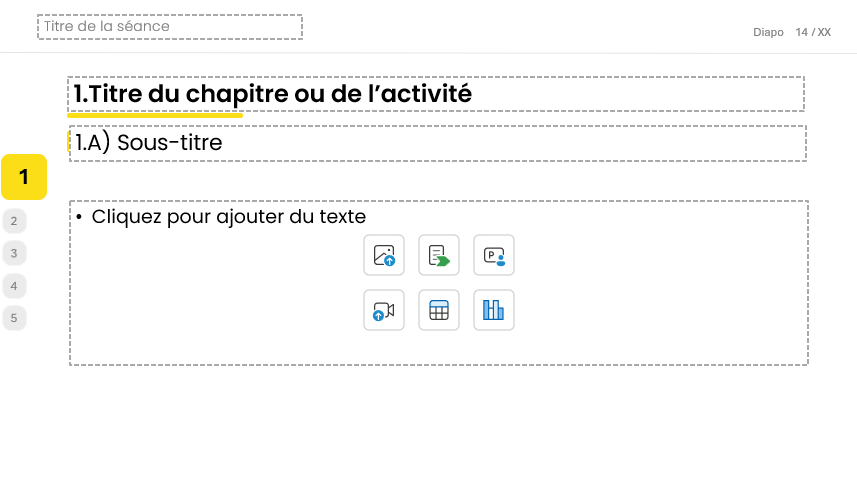 Titre de la séance
Diapo 14 / XX
1.Titre du chapitre ou de l’activité
1.A) Sous-titre
1
2
3
4
5
• Cliquez pour ajouter du texte
P